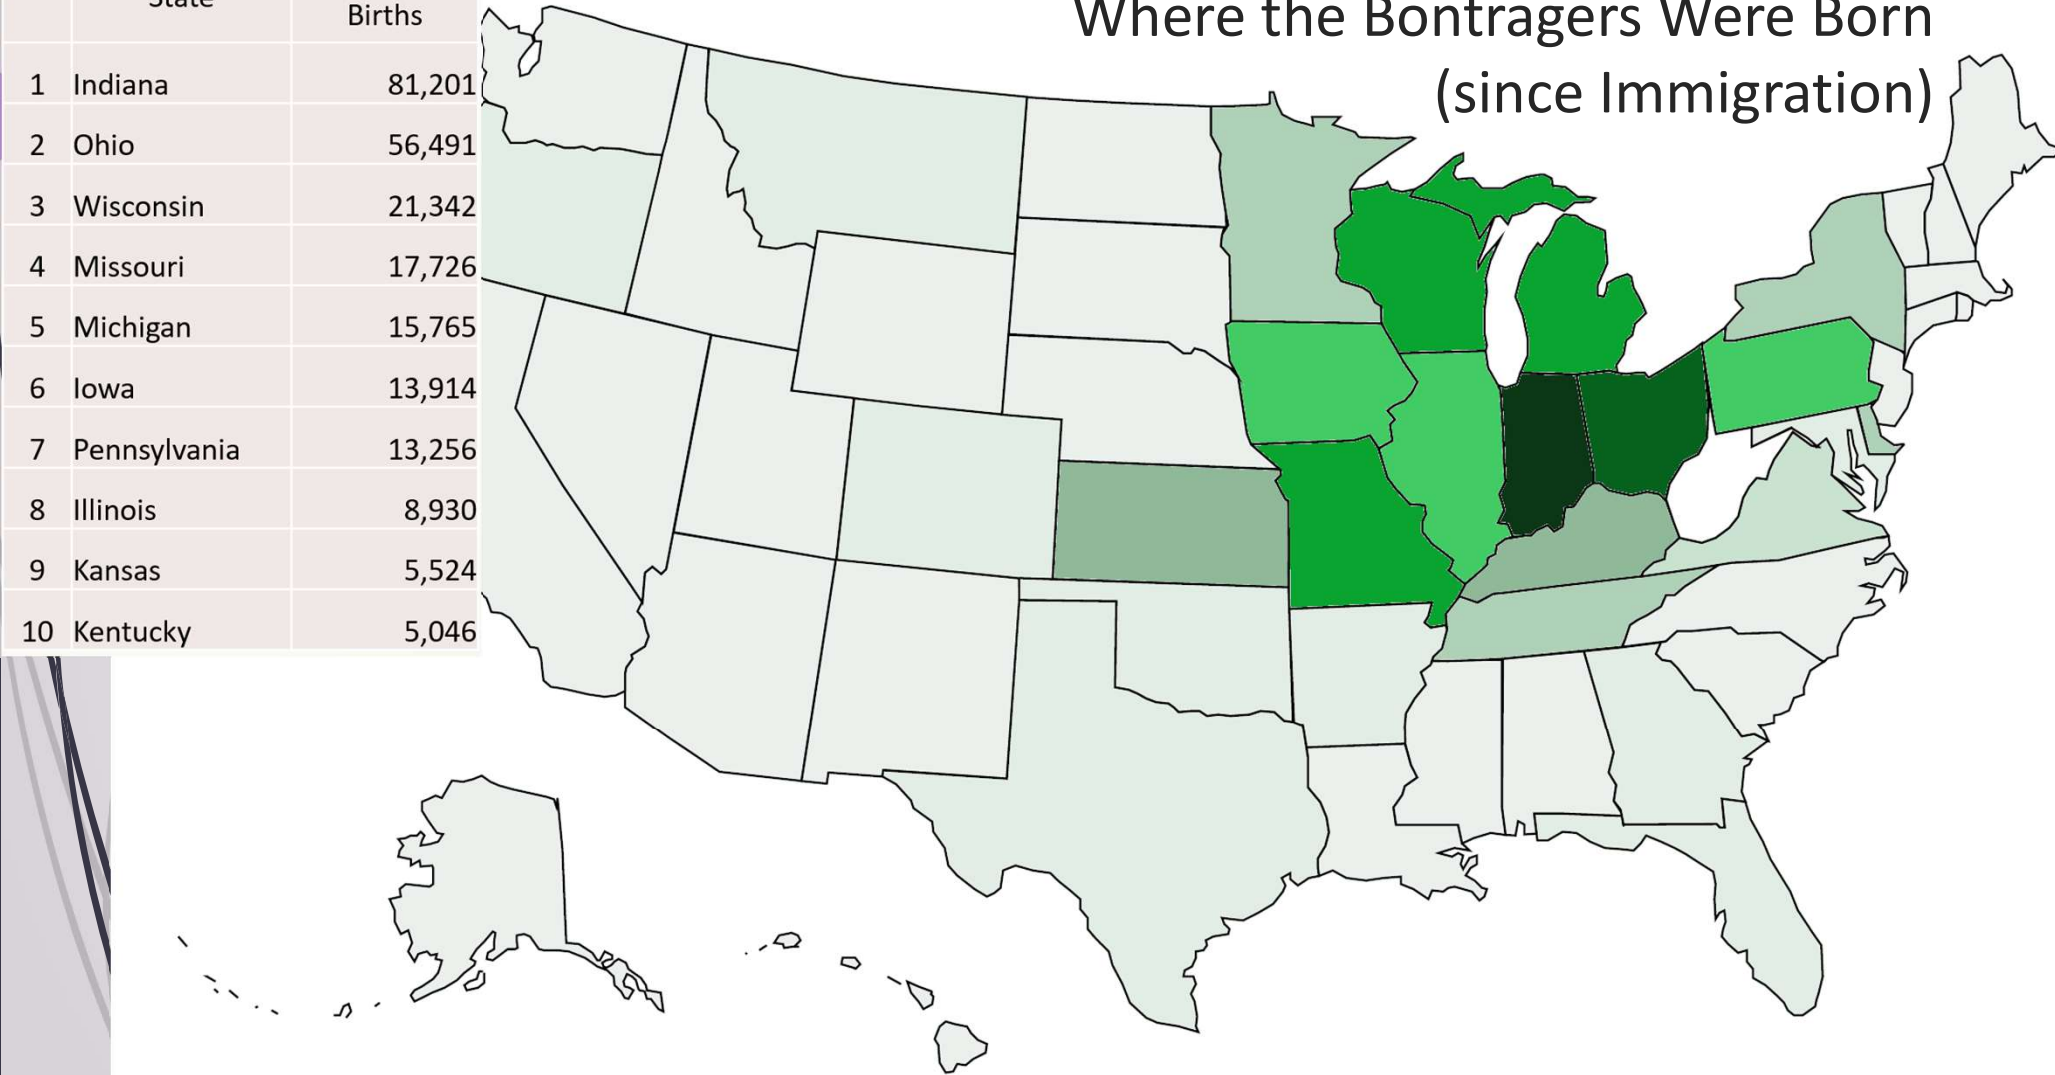 Where the Bontragers Were Born
(since Immigration)
State Births
1 Indiana 81,201
2 Ohio 56,491
3 Wisconsin 21,342
4 Missouri 17,726
5 Michigan 15,765
6 Iowa 13,914
7 Pennsylvania 13,256
8 Illinois 8,930
9 Kansas 5,524
10 Kentucky 5,046